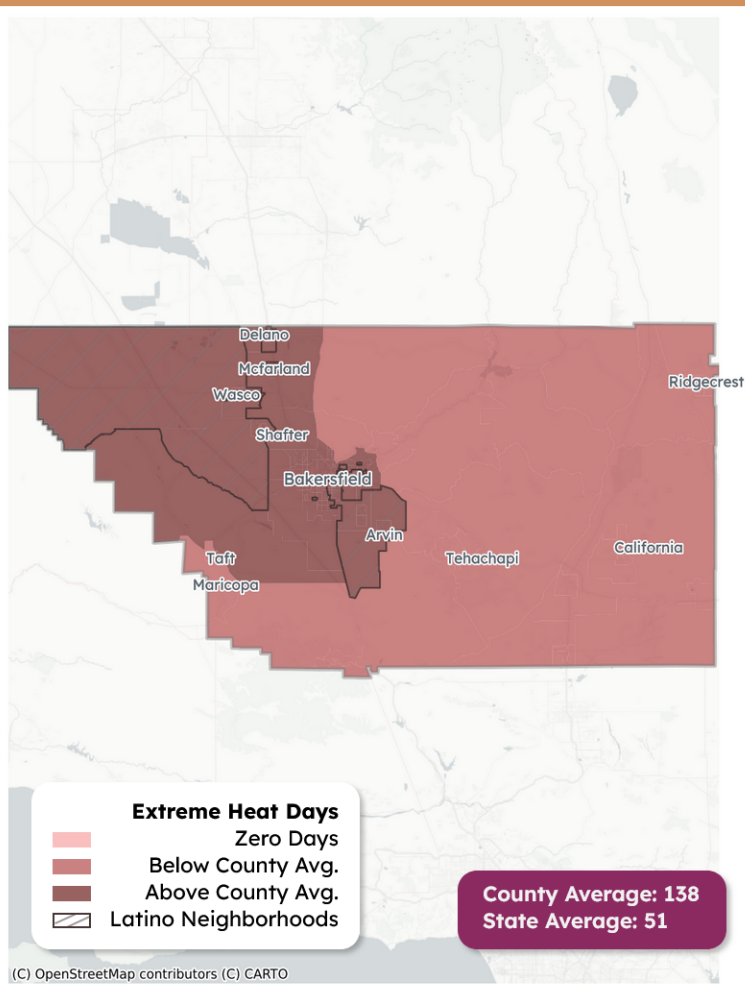 Delano
Mcfarland
Ridgecrest
Wasco
Shafter
Bakersfield
Arvin
California
Taft
Tehachapi
Maricopa
Extreme Heat Days
Zero Days
Below County Avg.
Above County Avg.
Latino Neighborhoods
County Average: 138
State Average: 51
(C) OpenStreetMap contributors (C) CARTO